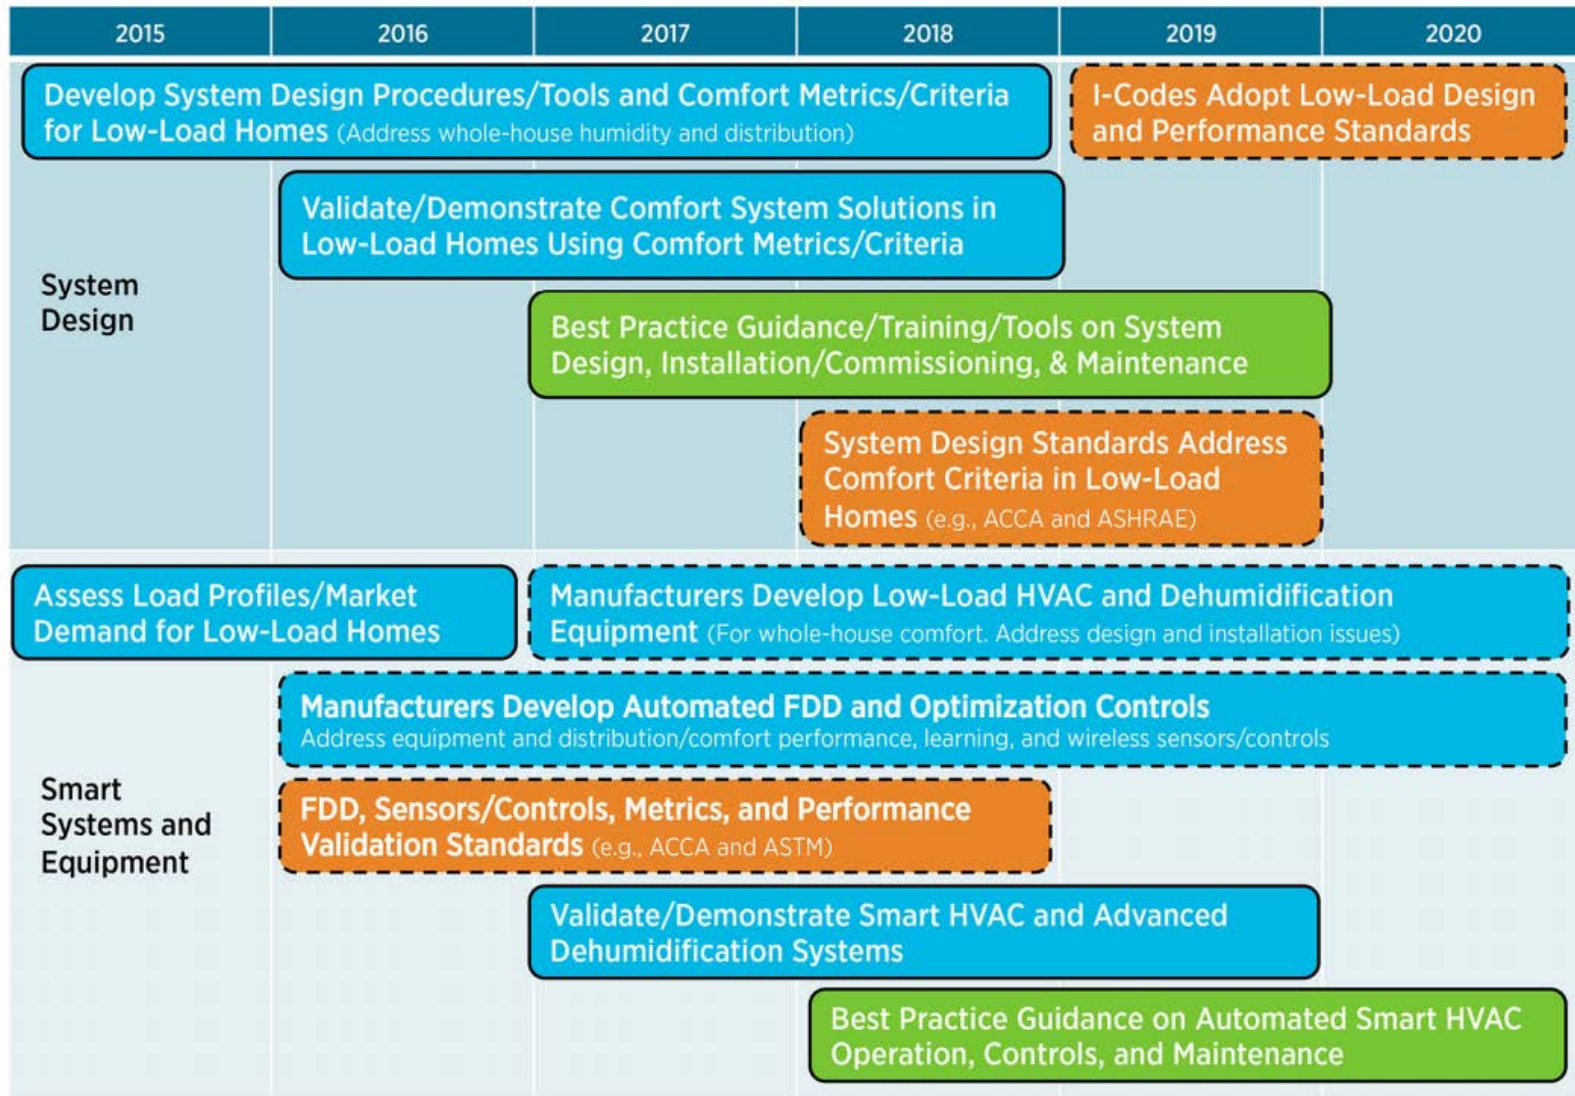 2015 2016 2017 2018 2019 2020
Develop System Design Procedures/Tools and Comfort Metrics/Criteria
for Low-Load Homes (Address whole-house humidity and distribution)
I-Codes Adopt Low-Load Design
and Performance Standards
Validate/Demonstrate Comfort System Solutions in
Low-Load Homes Using Comfort Metrics/Criteria
System
Design
Best Practice Guidance/Training/Tools on System
Design, Installation/Commissioning, & Maintenance
System Design Standards Address
Comfort Criteria in Low-Load
Homes (e.g., ACCA and ASHRAE)
Assess Load Profiles/Market
Demand for Low-Load Homes
Manufacturers Develop Low-Load HVAC and Dehumidification
Equipment (For whole-house comfort. Address design and installation issues)
Manufacturers Develop Automated FDD and Optimization Controls
Address equipment and distribution/comfort performance, learning, and wireless sensors/controls
Smart
Systems and
Equipment
FDD, Sensors/Controls, Metrics, and Performance
Validation Standards (e.g., ACCA and ASTM)
Validate/Demonstrate Smart HVAC and Advanced
Dehumidification Systems
Best Practice Guidance on Automated Smart HVAC
Operation, Controls, and Maintenance